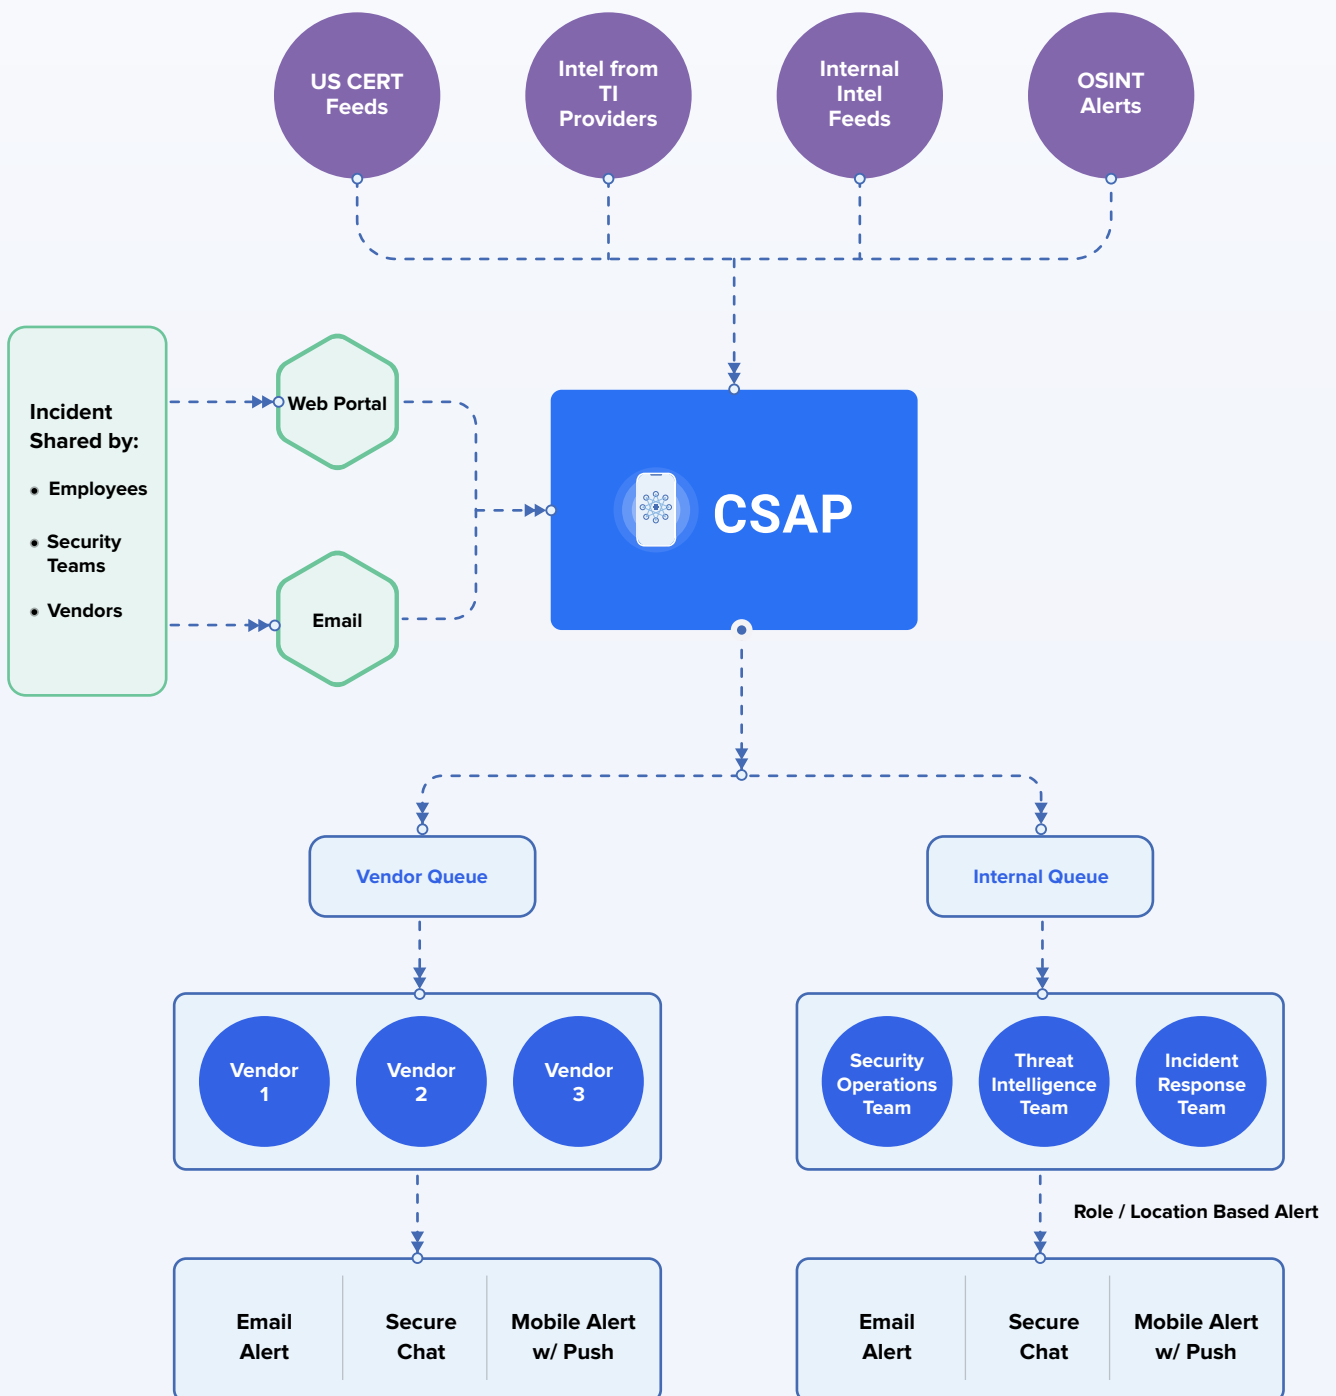 US CERT
Feeds
Intel from
TI
Providers
Internal
Intel
Feeds
OSINT
Alerts
Incident
Shared by:
Employees
Security
Teams
Vendors
Web Portal
Email
CSAP
Vendor Queue
Internal Queue
Vendor
1
Vendor
2
Vendor
3
Security
Operations
Team
Threat
Intelligence
Team
Incident
Response
Team
Role / Location Based Alert
Email
Alert
Secure
Chat
Mobile Alert
w/ Push
Email
Alert
Secure
Chat
Mobile Alert
w/ Push